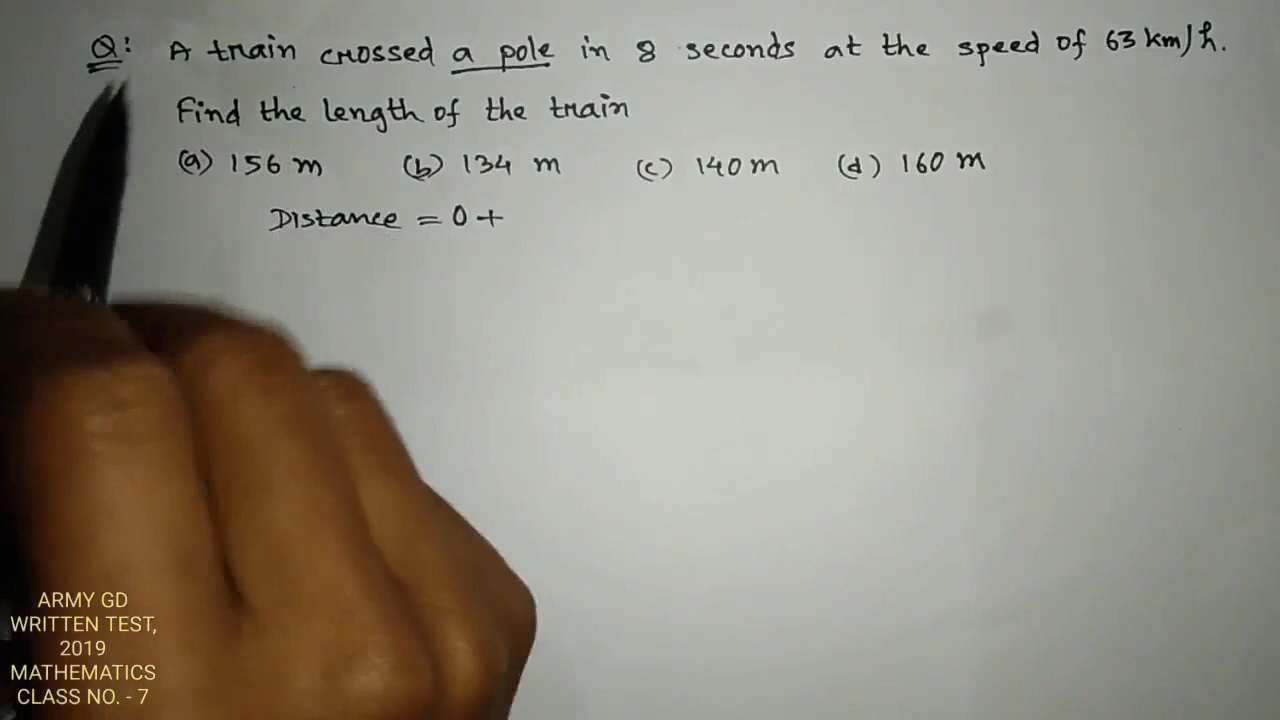 Q: A train crossed a pole in 8 seconds at the speed of 63 km/h.
Find the length of the train
(a) 156 m (b) 134 m (c) 140 m (d) 160 m
Distance = 0 +
ARMY GD
WRITTEN TEST,
2019
MATHEMATICS
CLASS NO. - 7